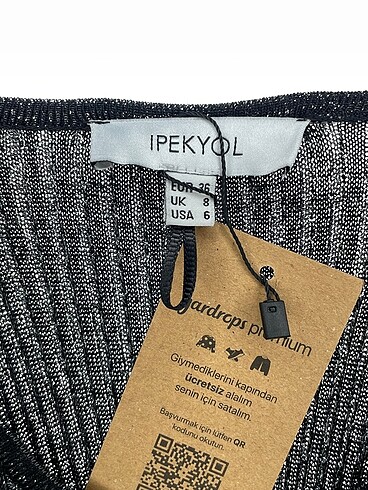 IPEKYOL
EUR 36
UK 8
USA 6
ardrops premium
Giymediklerini kapından
ücretsiz alalım
senin için satalım.
Başvurmak için lütfen QR
kodunu okutun.